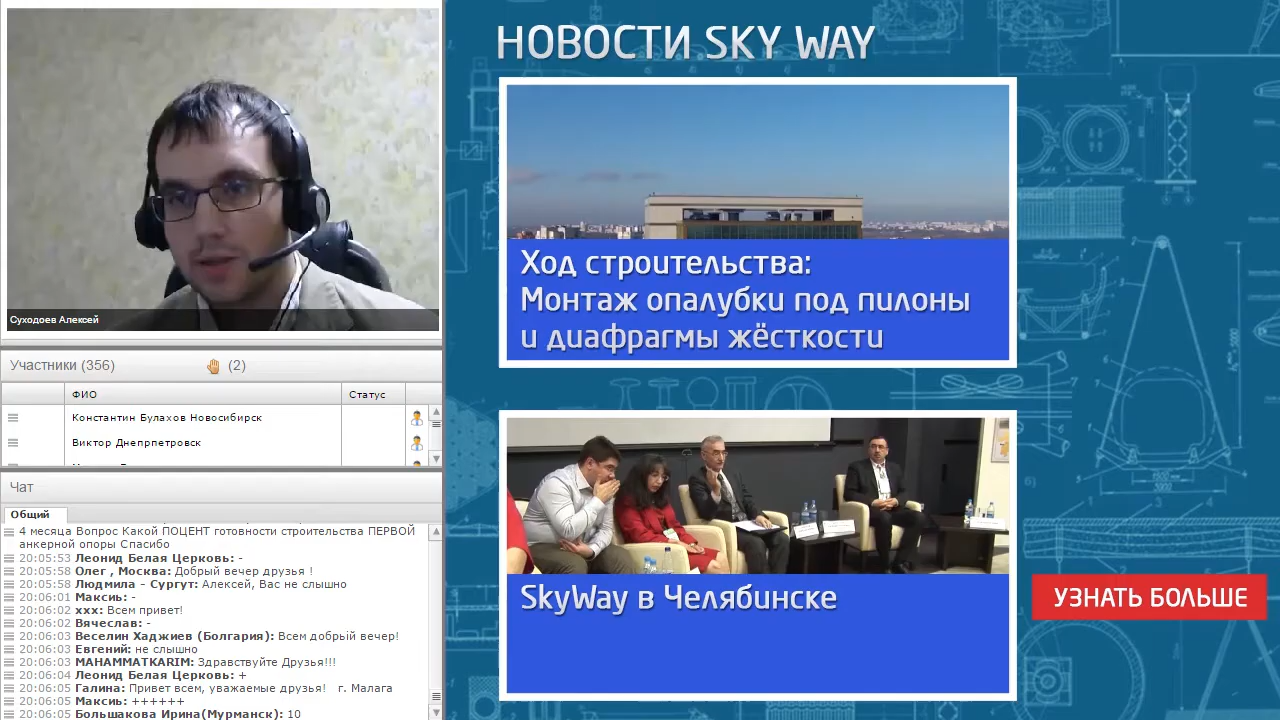 Суходоев Алексей
Участники (356)
(2)
ФИО
Статус
Константин Булахов Новосибирск
Виктор Днепрпетровск
Чат
Общий
4 месяца Вопрос Какой ПОЦЕНТ готовности строительства ПЕРВОЙ
анкерной опоры Спасибо
20:05:53 Леонид Белая Церковь: -
20:05:58 Олег , Москва: Добрый вечер друзья !
20:05:58 Людмила - Сургут: Алексей, Вас не слышно
20:06:01 Максиь: -
20:06:02 xxx: Всем привет!
20:06:02 Вячеслав: -
20:06:03 Веселин Хаджиев (Болгария): Всем добрый вечер!
20:06:03 Евгений: не слышно
20:06:03 MAHAMMATKARIM: Здравствуйте Друзья!!!
20:06:04 Леонид Белая Церковь: +
20:06:05 Галина: Привет всем, уважаемые друзья! г. Малага
20:06:05 Максиь: ++++++
20:06:05 Большакова Ирина(Мурманск): 10
НОВОСТИ SKY WAY
Ход строительства:
Монтаж опалубки под пилоны
и диафрагмы жёсткости
SkyWay в Челябинске
УЗНАТЬ БОЛЬШЕ